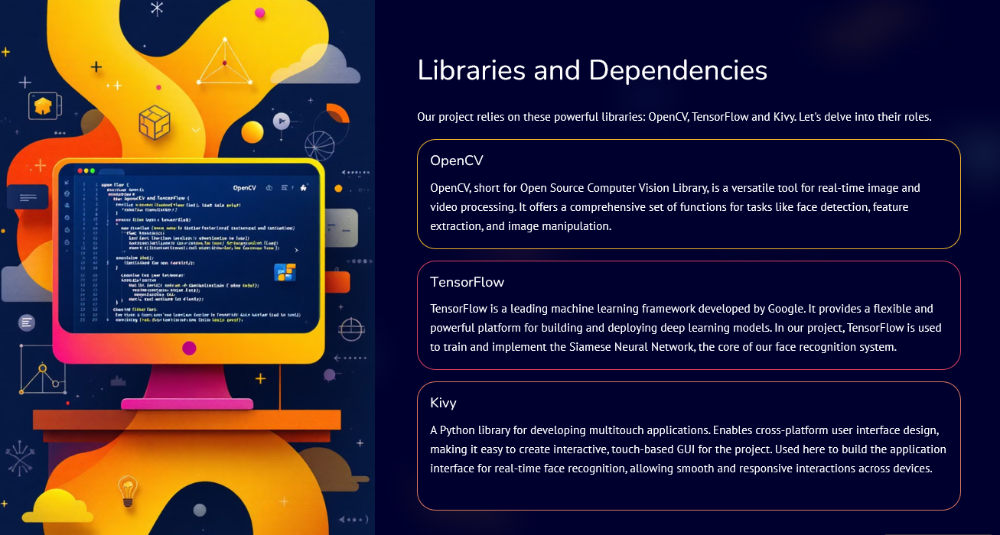 Libraries and Dependencies
Our project relies on these powerful libraries: OpenCV, TensorFlow and Kivy. Let's delve into their roles.
OpenCV
OpenCV, short for Open Source Computer Vision Library, is a versatile tool for real-time image and
video processing. It offers a comprehensive set of functions for tasks like face detection, feature
extraction, and image manipulation.
TensorFlow
TensorFlow is a leading machine learning framework developed by Google. It provides a flexible and
powerful platform for building and deploying deep learning models. In our project, TensorFlow is used
to train and implement the Siamese Neural Network, the core of our face recognition system.
Kivy
A Python library for developing multitouch applications. Enables cross-platform user interface design,
making it easy to create interactive, touch-based GUI for the project. Used here to build the application
interface for real-time face recognition, allowing smooth and responsive interactions across devices.
OpenCV